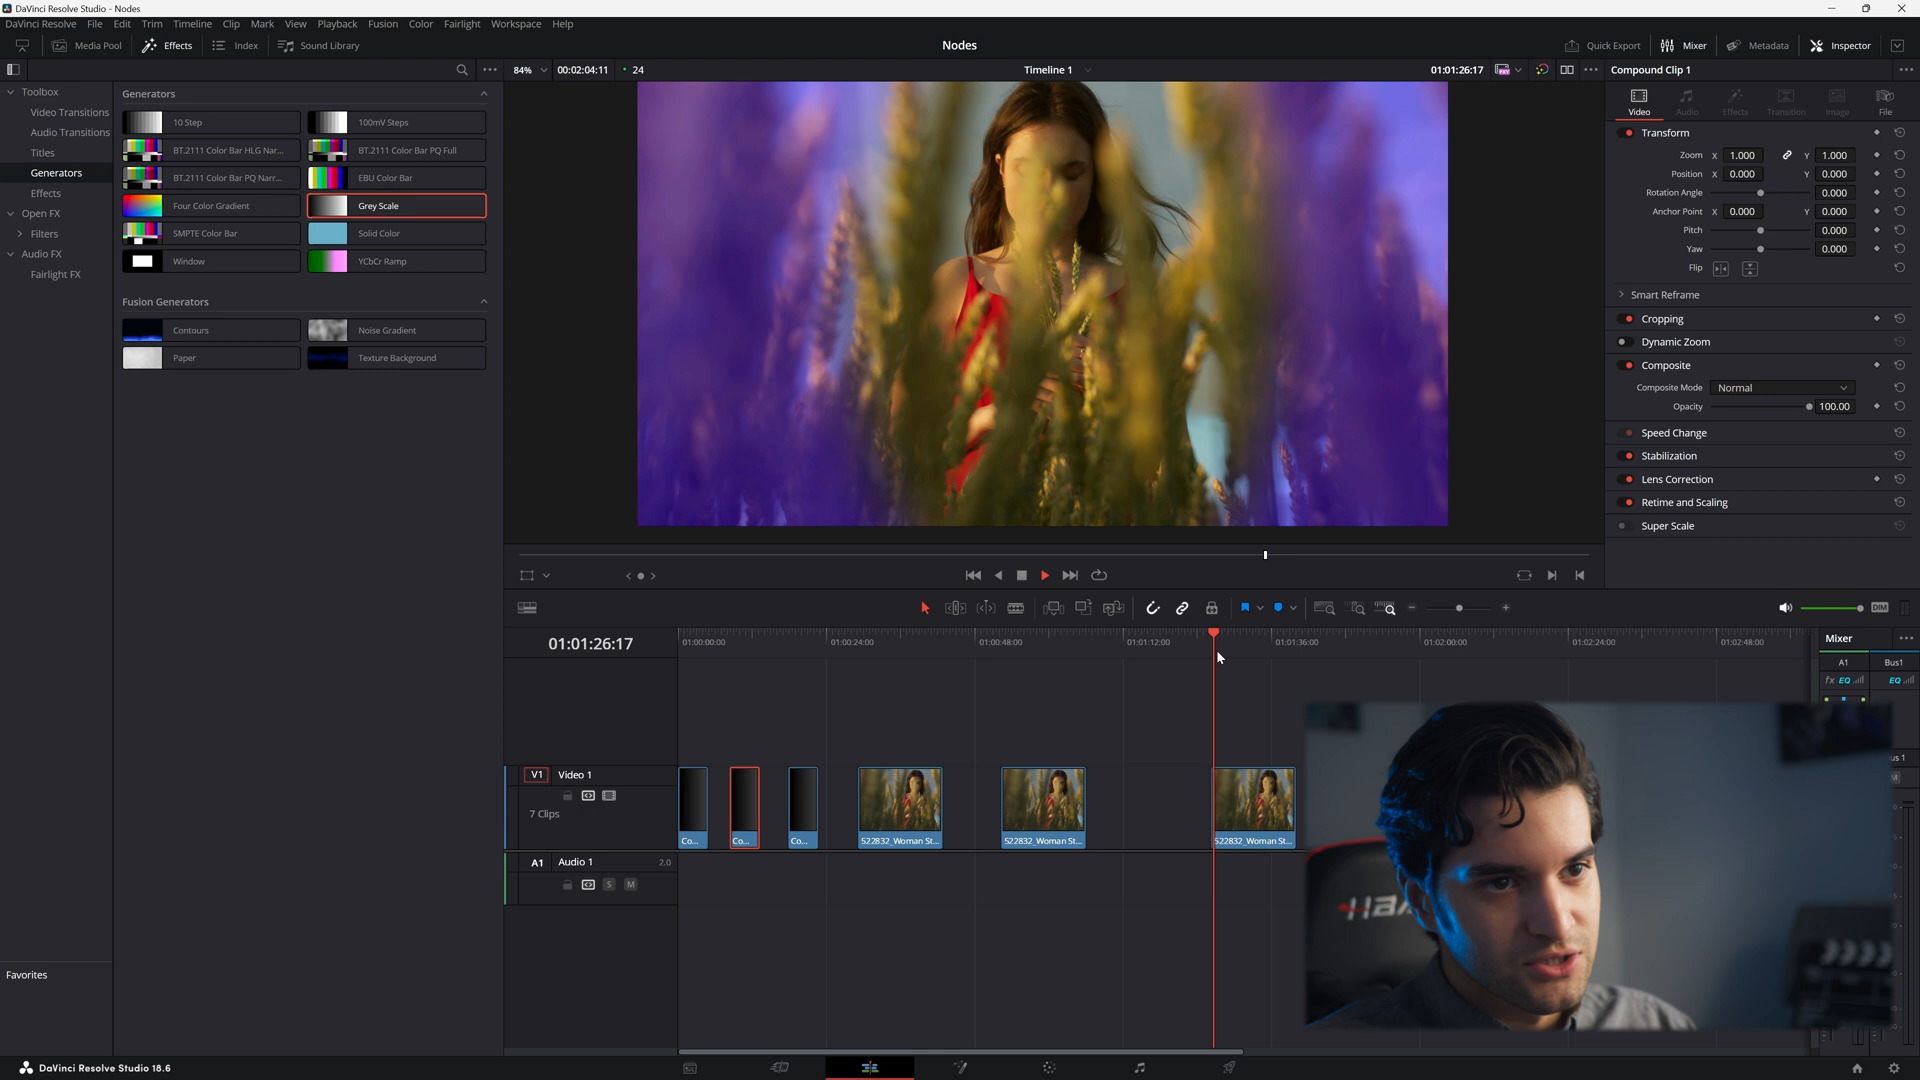 DaVinci Resolve Studio - Nodes
DaVinci Resolve File Edit Trim Timeline Clip Mark View Playback Fusion Color Fairlight Workspace Help
Media Pool Effects Index Sound Library Nodes Quick Export Mixer Metadata Inspector
84% 00:02:04:11 24 Timeline 1 01:01:26:17 Compound Clip 1
Toolbox
Video Transitions
Audio Transitions
Titles
Generators
Effects
Open FX
Filters
Audio FX
Fairlight FX
Favorites
Generators
10 Step 100mV Steps
BT.2111 Color Bar HLG Nar... BT.2111 Color Bar PQ Full
BT.2111 Color Bar PQ Narr... EBU Color Bar
Four Color Gradient Grey Scale
SMPTE Color Bar Solid Color
Window YCbCr Ramp
Fusion Generators
Contours Noise Gradient
Paper Texture Background
Video Audio Effects Transition Image File
Transform
Zoom X 1.000 Y 1.000
Position X 0.000 Y 0.000
Rotation Angle 0.000
Anchor Point X 0.000 Y 0.000
Pitch 0.000
Yaw 0.000
Flip
Smart Reframe
Cropping
Dynamic Zoom
Composite
Composite Mode Normal
Opacity 100.00
Speed Change
Stabilization
Lens Correction
Retime and Scaling
Super Scale
DIM
01:01:26:17 01:00:00:00 01:00:24:00 01:00:48:00 01:01:12:00 01:01:36:00 01:02:00:00 01:02:24:00 01:02:48:00
Mixer
A1 Bus1
fx EQ EQ
V1 Video 1
7 Clips
Co... Co... Co... 522832_Woman St... 522832_Woman St... 522832_Woman St...
A1 Audio 1 2.0
S M
us 1
M
DaVinci Resolve Studio 18.6